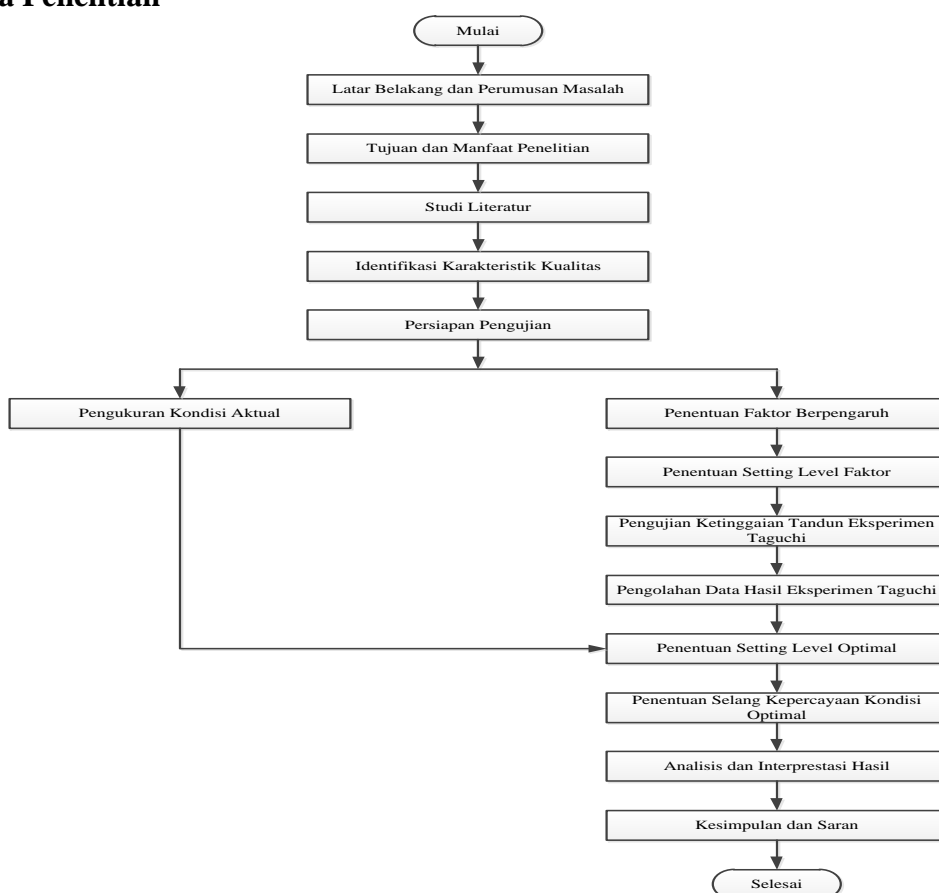 a Penelitian
Mulai
Latar Belakang dan Perumusan Masalah
Tujuan dan Manfaat Penelitian
Studi Literatur
Identifikasi Karakteristik Kualitas
Persiapan Pengujian
Pengukuran Kondisi Aktual
Penentuan Faktor Berpengaruh
Penentuan Setting Level Faktor
Pengujian Ketinggaian Tandun Eksperimen
Taguchi
Pengolahan Data Hasil Eksperimen Taguchi
Penentuan Setting Level Optimal
Penentuan Selang Kepercayaan Kondisi
Optimal
Analisis dan Interprestasi Hasil
Kesimpulan dan Saran
Selesai